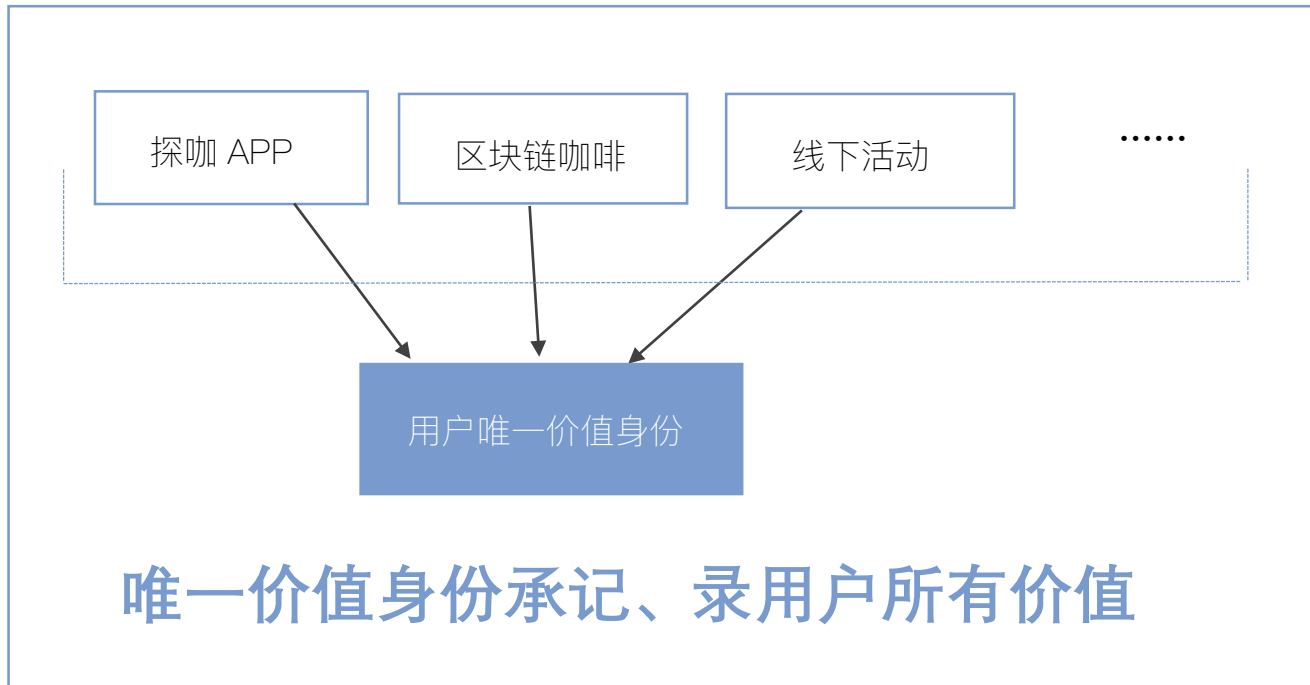 探咖 APP
区块链咖啡
线下活动
......
用户唯一价值身份
唯一价值身份承记、录用户所有价值